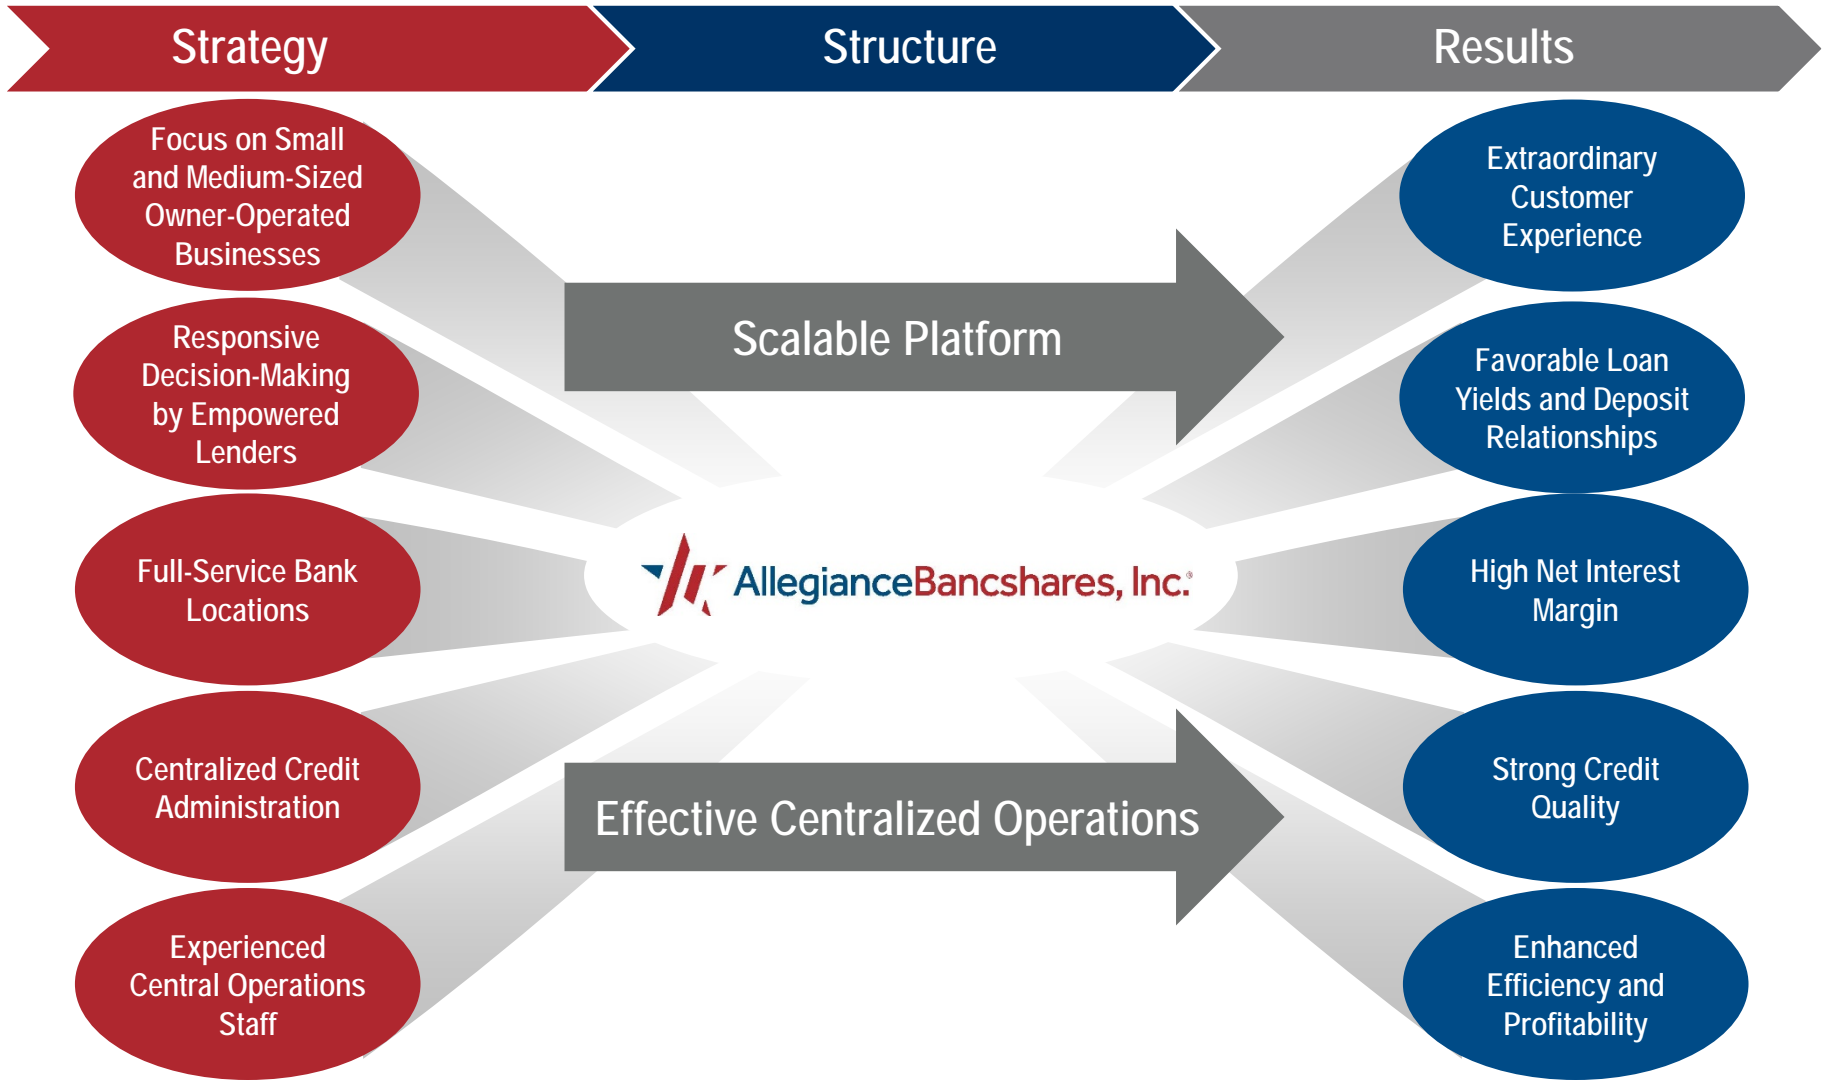 Strategy
Structure
Results
Focus on Small
and Medium-Sized
Owner-Operated
Businesses
Responsive
Decision-Making
by Empowered
Lenders
Full-Service Bank
Locations
Centralized Credit
Administration
Experienced
Central Operations
Staff
Scalable Platform
AllegianceBancshares, Inc.®
Effective Centralized Operations
Extraordinary
Customer
Experience
Favorable Loan
Yields and Deposit
Relationships
High Net Interest
Margin
Strong Credit
Quality
Enhanced
Efficiency and
Profitability